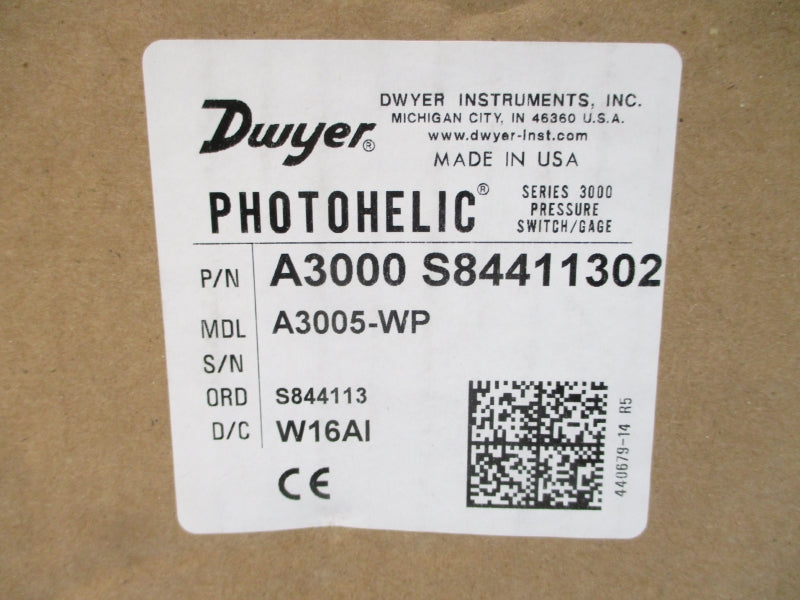 Dwyer®
DWYER INSTRUMENTS, INC.
MICHIGAN CITY, IN 46360 U.S.A.
www.dwyer-inst.com
MADE IN USA
PHOTOHELIC®
SERIES 3000
PRESSURE
SWITCH/GAGE
P/N A3000 S84411302
MDL A3005-WP
S/N
ORD S844113
D/C W16AI
CE
440679-14 R5